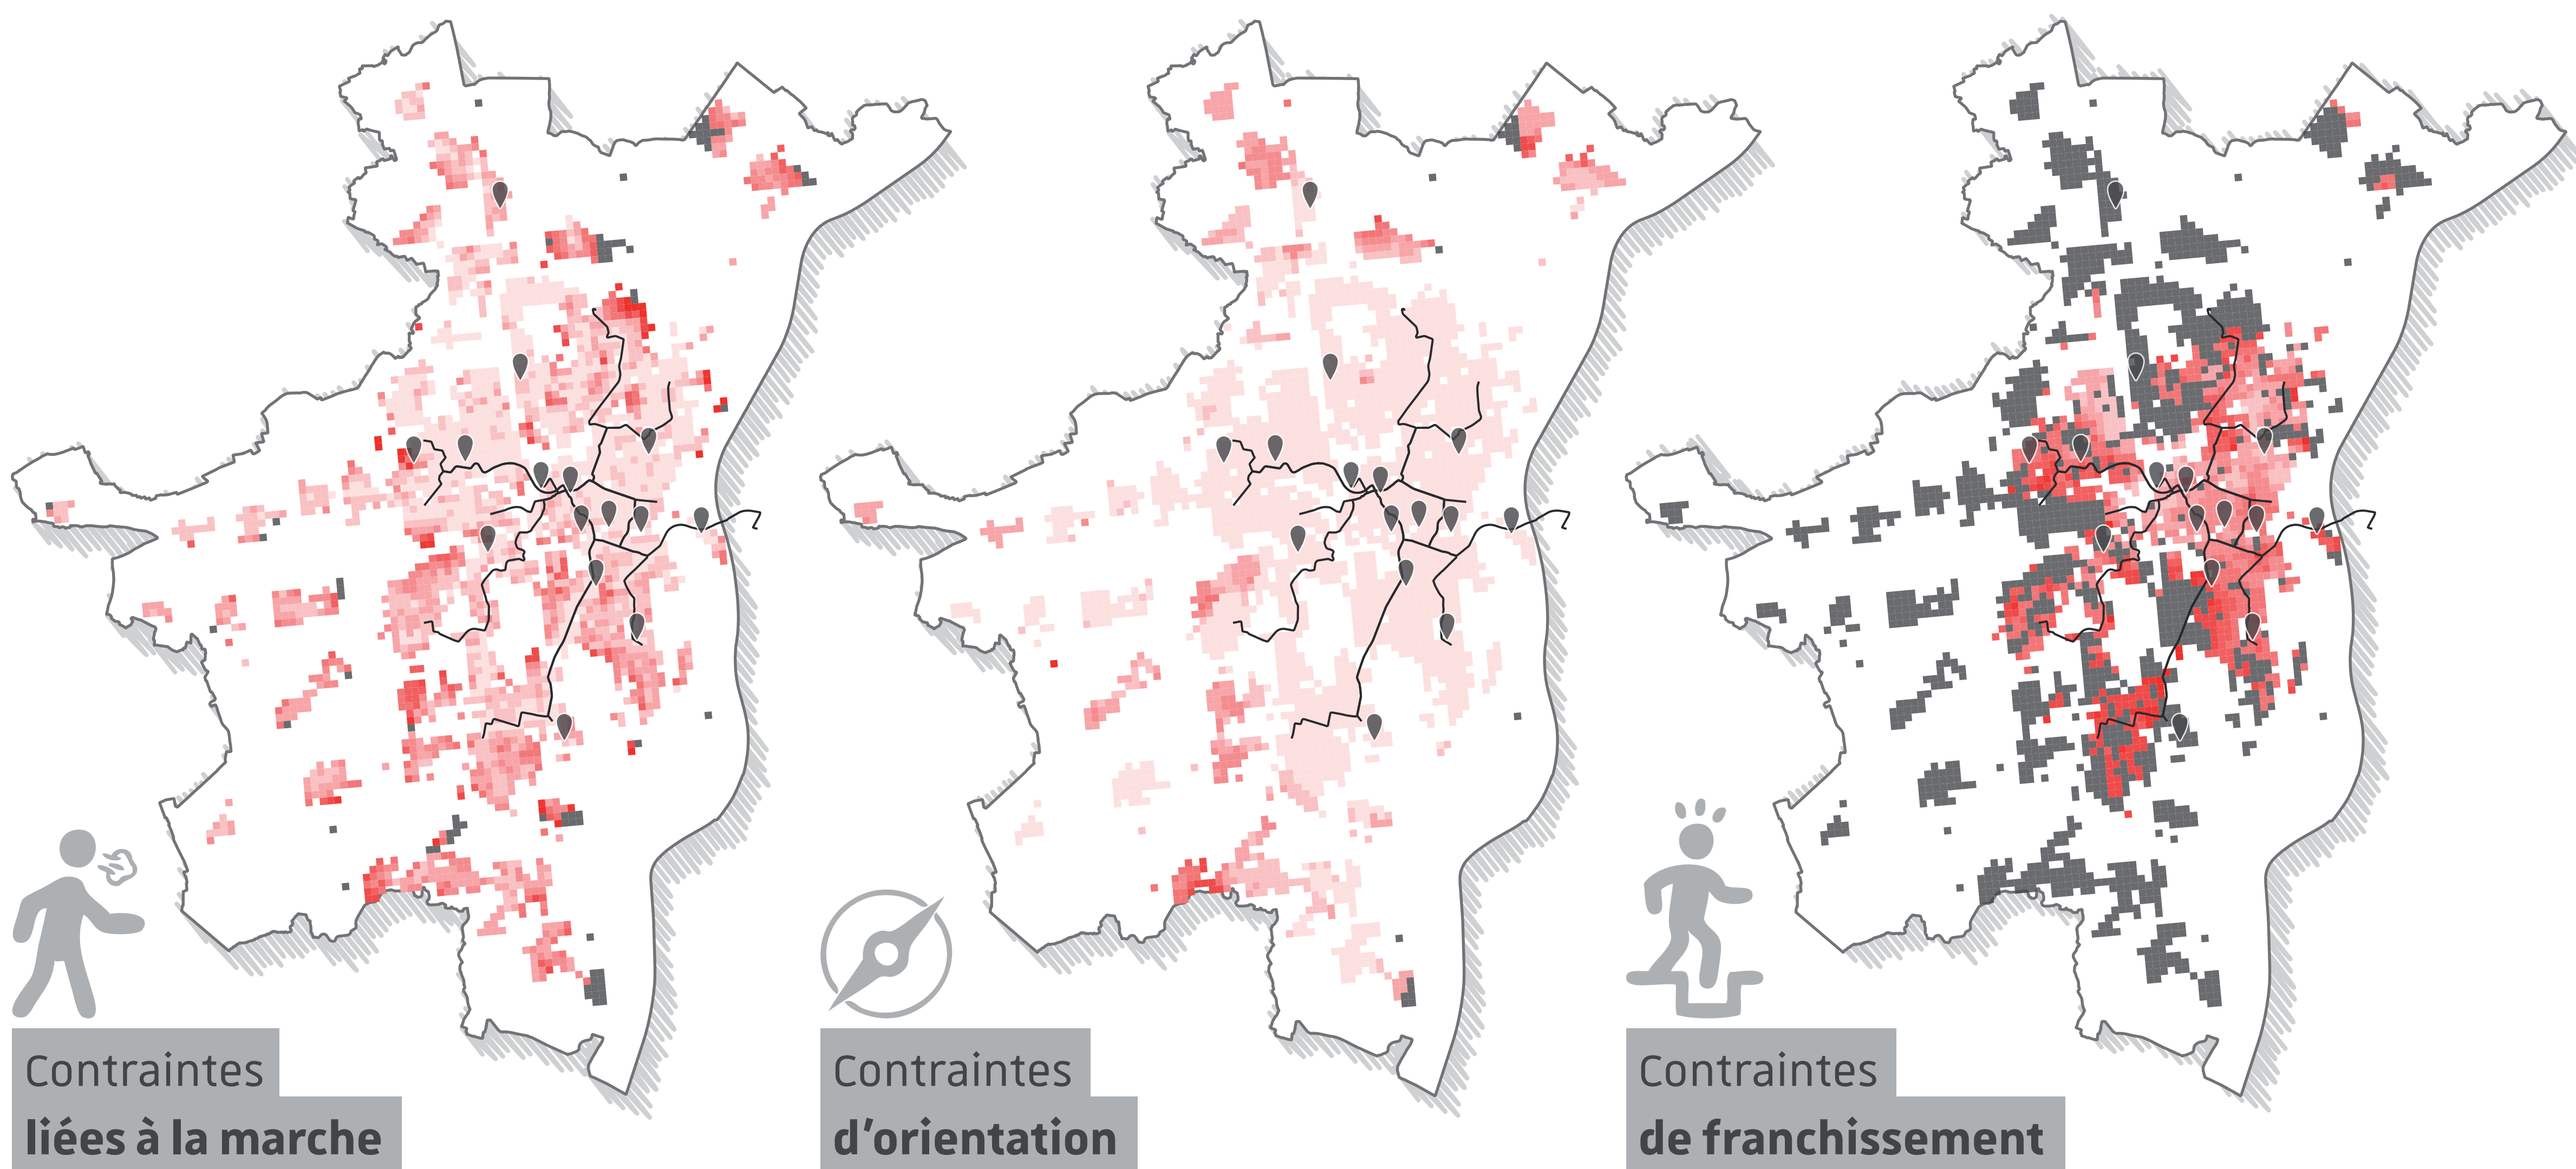 Contraintes
liées à la marche
Contraintes
d’orientation
Contraintes
de franchissement